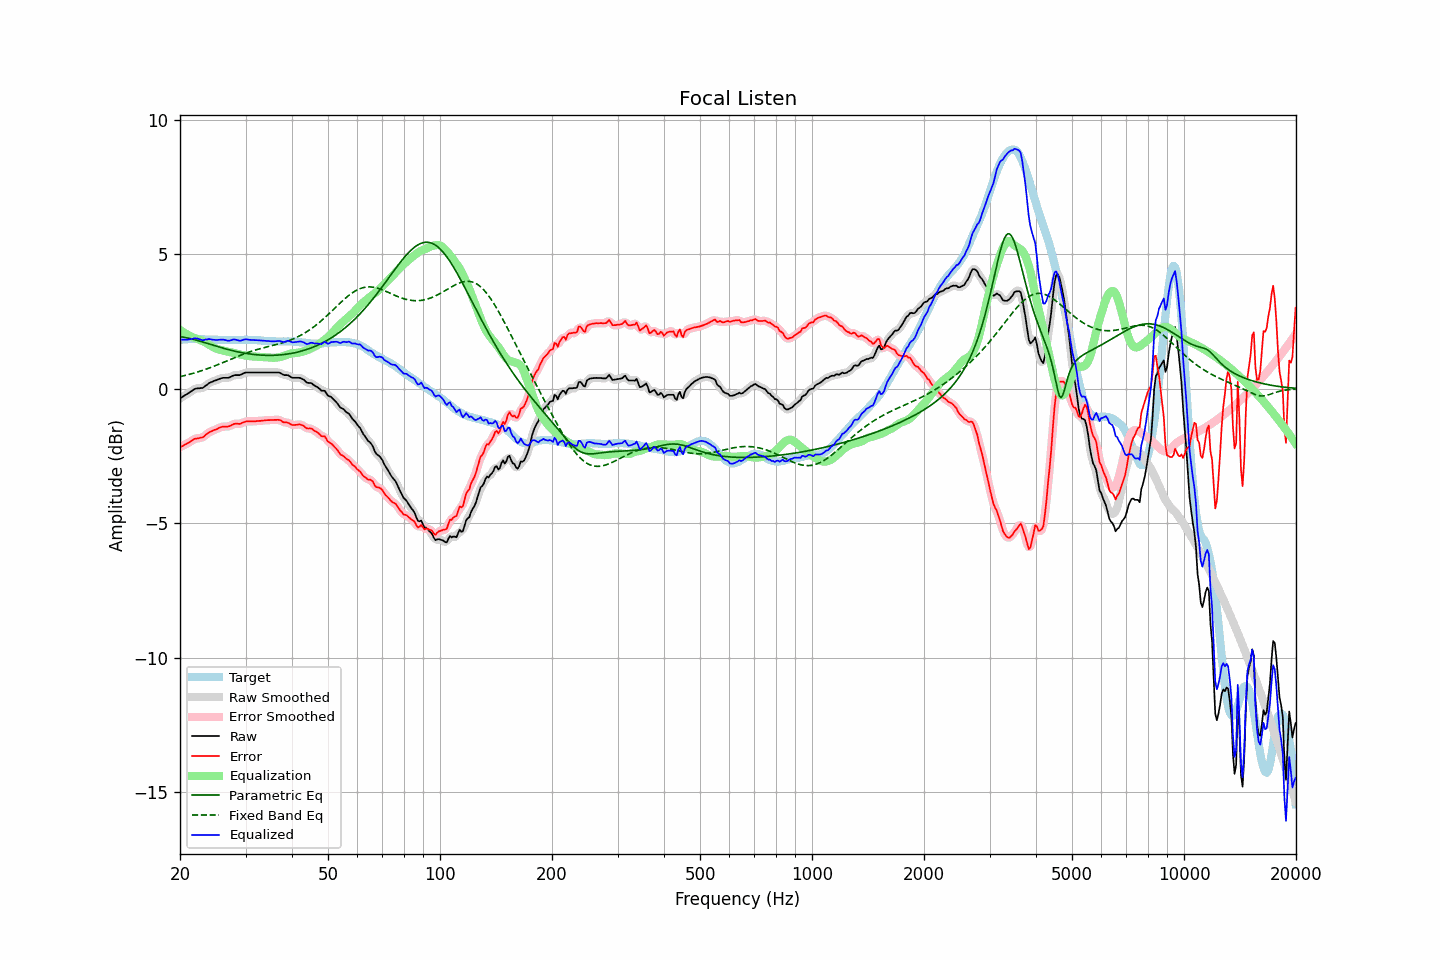 Focal Listen
Amplitude (dBr)
10
5
0
−5
−10
−15
Target
Raw Smoothed
Error Smoothed
Raw
Error
Equalization
Parametric Eq
Fixed Band Eq
Equalized
20 50 100 200 500 1000 2000 5000 10000 20000
Frequency (Hz)